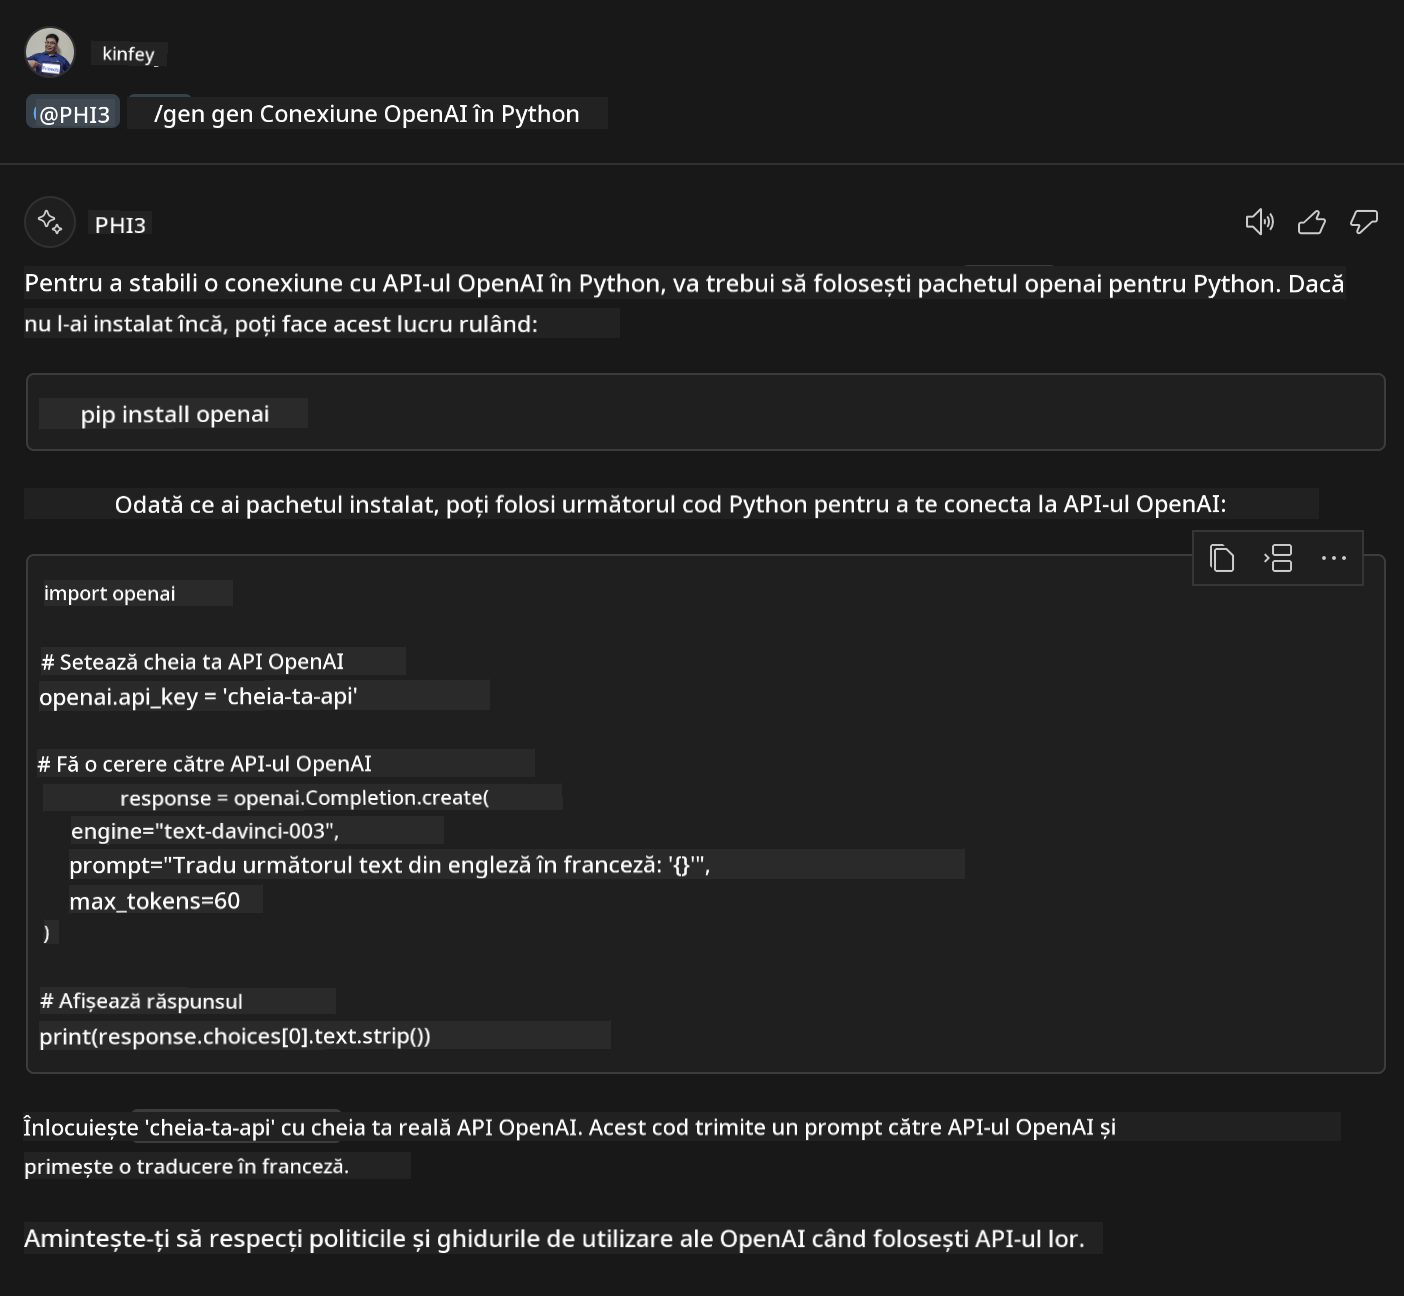 kinfey_
@PHI3 /gen gen Conexiune OpenAI în Python
PHI3
Pentru a stabili o conexiune cu API-ul OpenAI în Python, va trebui să folosești pachetul openai pentru Python. Dacă
nu l-ai instalat încă, poți face acest lucru rulând:
pip install openai
Odată ce ai pachetul instalat, poți folosi următorul cod Python pentru a te conecta la API-ul OpenAI:
import openai
# Setează cheia ta API OpenAI
openai.api_key = 'cheia-ta-api'
# Fă o cerere către API-ul OpenAI
response = openai.Completion.create(
engine="text-davinci-003",
prompt="Tradu următorul text din engleză în franceză: '{}'",
max_tokens=60
)
# Afișează răspunsul
print(response.choices[0].text.strip())
Înlocuiește 'cheia-ta-api' cu cheia ta reală API OpenAI. Acest cod trimite un prompt către API-ul OpenAI și
primește o traducere în franceză.
Amintește-ți să respecți politicile și ghidurile de utilizare ale OpenAI când folosești API-ul lor.